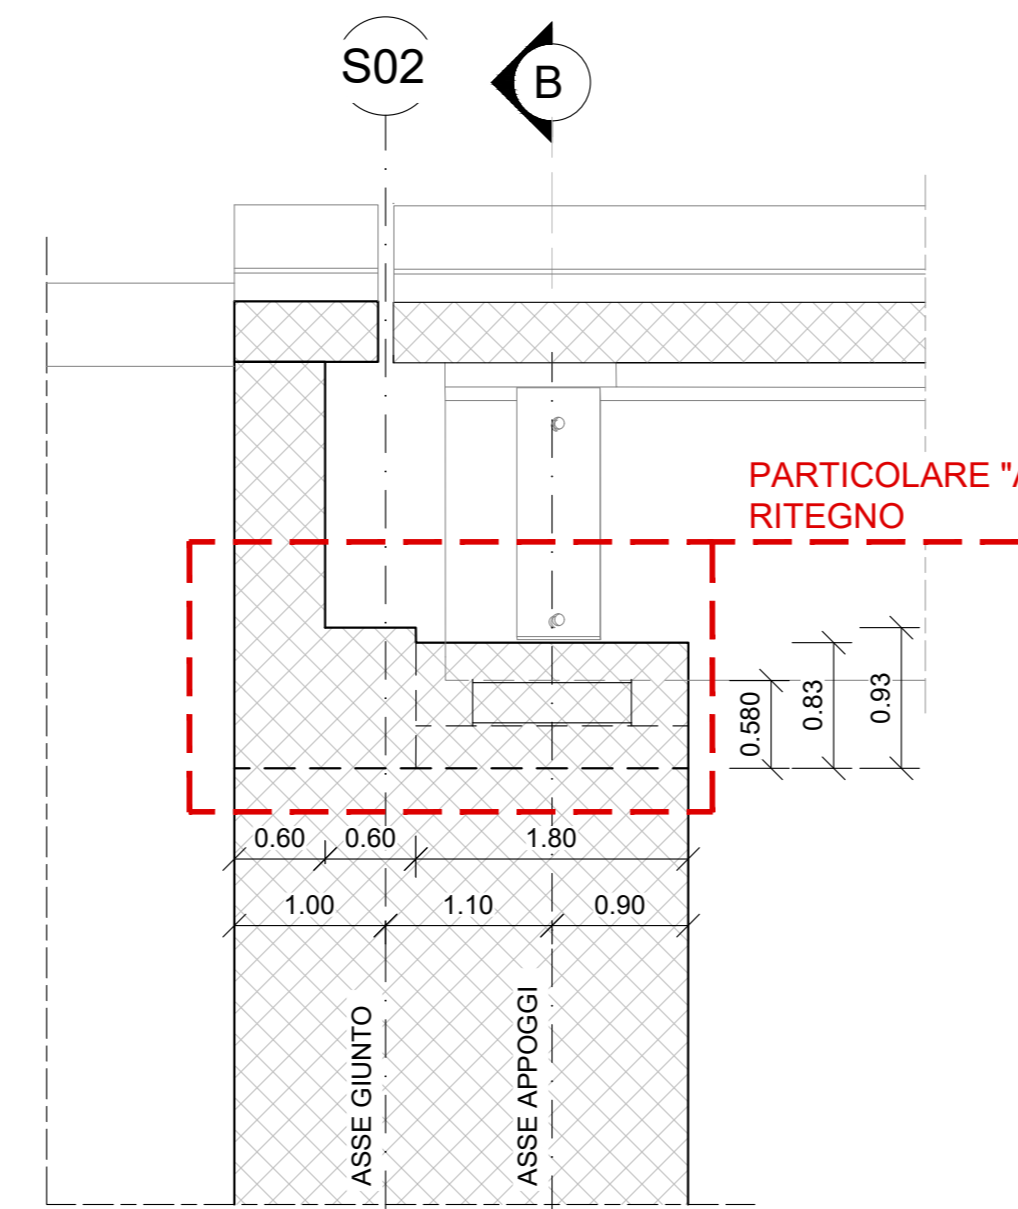 S02
B
PARTICOLARE "A
RITEGNO
0.580
0.83
0.93
0.60
0.60
1.80
1.00
1.10
0.90
ASSE GIUNTO
ASSE APPOGGI